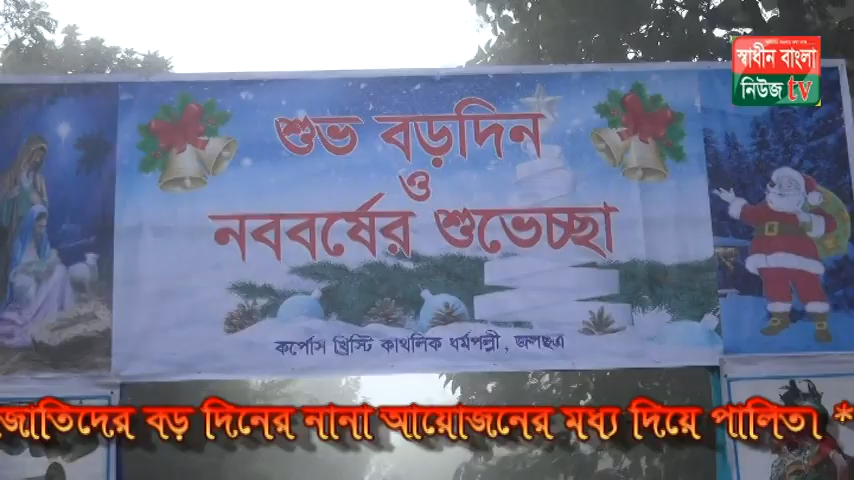 স্বাধীন বাংলা
নিউজ tv
শুভ বড়দিন
ও
নববর্ষের শুভেচ্ছা
কর্পোস খ্রিস্টি কাথলিক ধর্মপল্লী, জলছত্র
জাতিদের বড় দিনের নানা আয়োজনের মধ্য দিয়ে পালিত। *